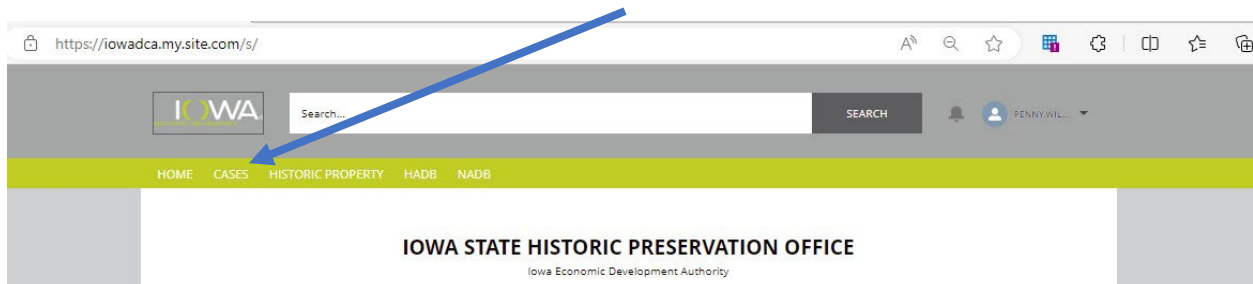 https://iowadca.my.site.com/s/
IOWA
Search...
SEARCH
PENNY.WIL...
HOME CASES HISTORIC PROPERTY HADB NADB
IOWA STATE HISTORIC PRESERVATION OFFICE
Iowa Economic Development Authority